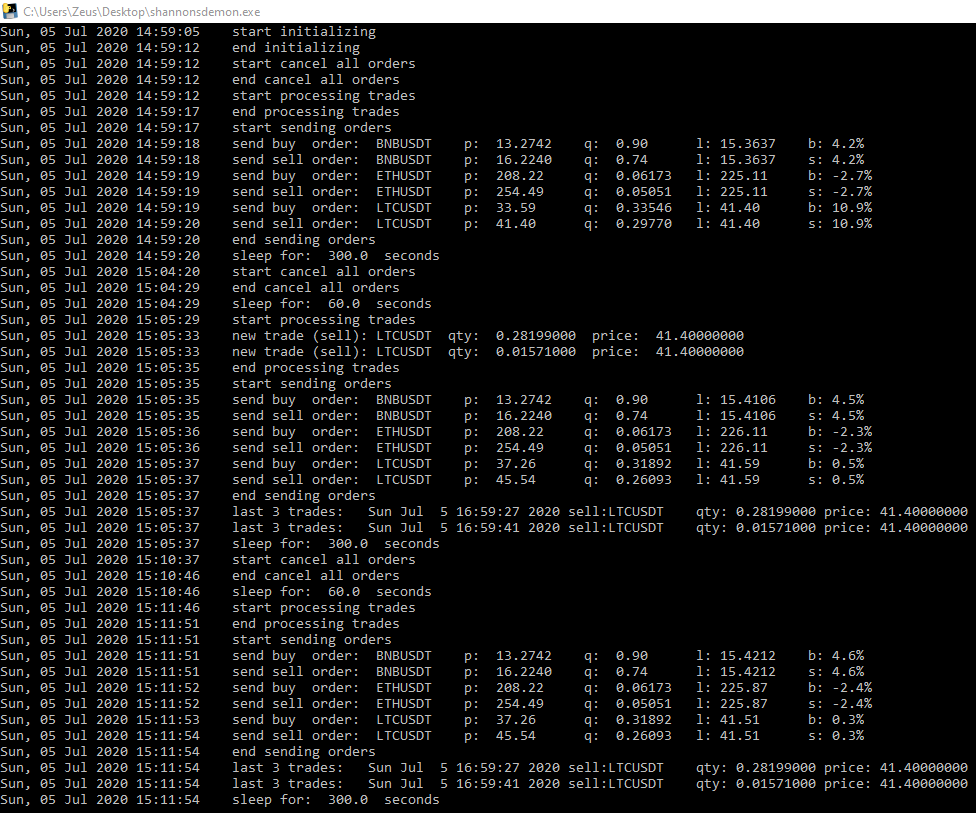 C:\Users\Zeus\Desktop\shannonsdemon.exe
Sun, 05 Jul 2020 14:59:05    start initializing
Sun, 05 Jul 2020 14:59:12    end initializing
Sun, 05 Jul 2020 14:59:12    start cancel all orders
Sun, 05 Jul 2020 14:59:12    end cancel all orders
Sun, 05 Jul 2020 14:59:12    start processing trades
Sun, 05 Jul 2020 14:59:17    end processing trades
Sun, 05 Jul 2020 14:59:17    start sending orders
Sun, 05 Jul 2020 14:59:18    send buy  order:  BNBUSDT    p:  13.2742    q:  0.90      l: 15.3637    b: 4.2%
Sun, 05 Jul 2020 14:59:18    send sell order:  BNBUSDT    p:  16.2240    q:  0.74      l: 15.3637    s: 4.2%
Sun, 05 Jul 2020 14:59:19    send buy  order:  ETHUSDT    p:  208.22     q:  0.06173   l: 225.11     b: -2.7%
Sun, 05 Jul 2020 14:59:19    send sell order:  ETHUSDT    p:  254.49     q:  0.05051   l: 225.11     s: -2.7%
Sun, 05 Jul 2020 14:59:19    send buy  order:  LTCUSDT    p:  33.59      q:  0.33546   l: 41.40      b: 10.9%
Sun, 05 Jul 2020 14:59:20    send sell order:  LTCUSDT    p:  41.40      q:  0.29770   l: 41.40      s: 10.9%
Sun, 05 Jul 2020 14:59:20    end sending orders
Sun, 05 Jul 2020 14:59:20    sleep for:  300.0  seconds
Sun, 05 Jul 2020 15:04:20    start cancel all orders
Sun, 05 Jul 2020 15:04:29    end cancel all orders
Sun, 05 Jul 2020 15:04:29    sleep for:  60.0  seconds
Sun, 05 Jul 2020 15:05:29    start processing trades
Sun, 05 Jul 2020 15:05:33    new trade (sell): LTCUSDT  qty:  0.28199000  price:  41.40000000
Sun, 05 Jul 2020 15:05:33    new trade (sell): LTCUSDT  qty:  0.01571000  price:  41.40000000
Sun, 05 Jul 2020 15:05:35    end processing trades
Sun, 05 Jul 2020 15:05:35    start sending orders
Sun, 05 Jul 2020 15:05:35    send buy  order:  BNBUSDT    p:  13.2742    q:  0.90      l: 15.4106    b: 4.5%
Sun, 05 Jul 2020 15:05:35    send sell order:  BNBUSDT    p:  16.2240    q:  0.74      l: 15.4106    s: 4.5%
Sun, 05 Jul 2020 15:05:36    send buy  order:  ETHUSDT    p:  208.22     q:  0.06173   l: 226.11     b: -2.3%
Sun, 05 Jul 2020 15:05:36    send sell order:  ETHUSDT    p:  254.49     q:  0.05051   l: 226.11     s: -2.3%
Sun, 05 Jul 2020 15:05:37    send buy  order:  LTCUSDT    p:  37.26      q:  0.31892   l: 41.59      b: 0.5%
Sun, 05 Jul 2020 15:05:37    send sell order:  LTCUSDT    p:  45.54      q:  0.26093   l: 41.59      s: 0.5%
Sun, 05 Jul 2020 15:05:37    end sending orders
Sun, 05 Jul 2020 15:05:37    last 3 trades:   Sun Jul  5 16:59:27 2020 sell:LTCUSDT    qty: 0.28199000 price: 41.40000000
Sun, 05 Jul 2020 15:05:37    last 3 trades:   Sun Jul  5 16:59:41 2020 sell:LTCUSDT    qty: 0.01571000 price: 41.40000000
Sun, 05 Jul 2020 15:05:37    sleep for:  300.0  seconds
Sun, 05 Jul 2020 15:10:37    start cancel all orders
Sun, 05 Jul 2020 15:10:46    end cancel all orders
Sun, 05 Jul 2020 15:10:46    sleep for:  60.0  seconds
Sun, 05 Jul 2020 15:11:46    start processing trades
Sun, 05 Jul 2020 15:11:51    end processing trades
Sun, 05 Jul 2020 15:11:51    start sending orders
Sun, 05 Jul 2020 15:11:51    send buy  order:  BNBUSDT    p:  13.2742    q:  0.90      l: 15.4212    b: 4.6%
Sun, 05 Jul 2020 15:11:51    send sell order:  BNBUSDT    p:  16.2240    q:  0.74      l: 15.4212    s: 4.6%
Sun, 05 Jul 2020 15:11:52    send buy  order:  ETHUSDT    p:  208.22     q:  0.06173   l: 225.87     b: -2.4%
Sun, 05 Jul 2020 15:11:52    send sell order:  ETHUSDT    p:  254.49     q:  0.05051   l: 225.87     s: -2.4%
Sun, 05 Jul 2020 15:11:53    send buy  order:  LTCUSDT    p:  37.26      q:  0.31892   l: 41.51      b: 0.3%
Sun, 05 Jul 2020 15:11:54    send sell order:  LTCUSDT    p:  45.54      q:  0.26093   l: 41.51      s: 0.3%
Sun, 05 Jul 2020 15:11:54    end sending orders
Sun, 05 Jul 2020 15:11:54    last 3 trades:   Sun Jul  5 16:59:27 2020 sell:LTCUSDT    qty: 0.28199000 price: 41.40000000
Sun, 05 Jul 2020 15:11:54    last 3 trades:   Sun Jul  5 16:59:41 2020 sell:LTCUSDT    qty: 0.01571000 price: 41.40000000
Sun, 05 Jul 2020 15:11:54    sleep for:  300.0  seconds